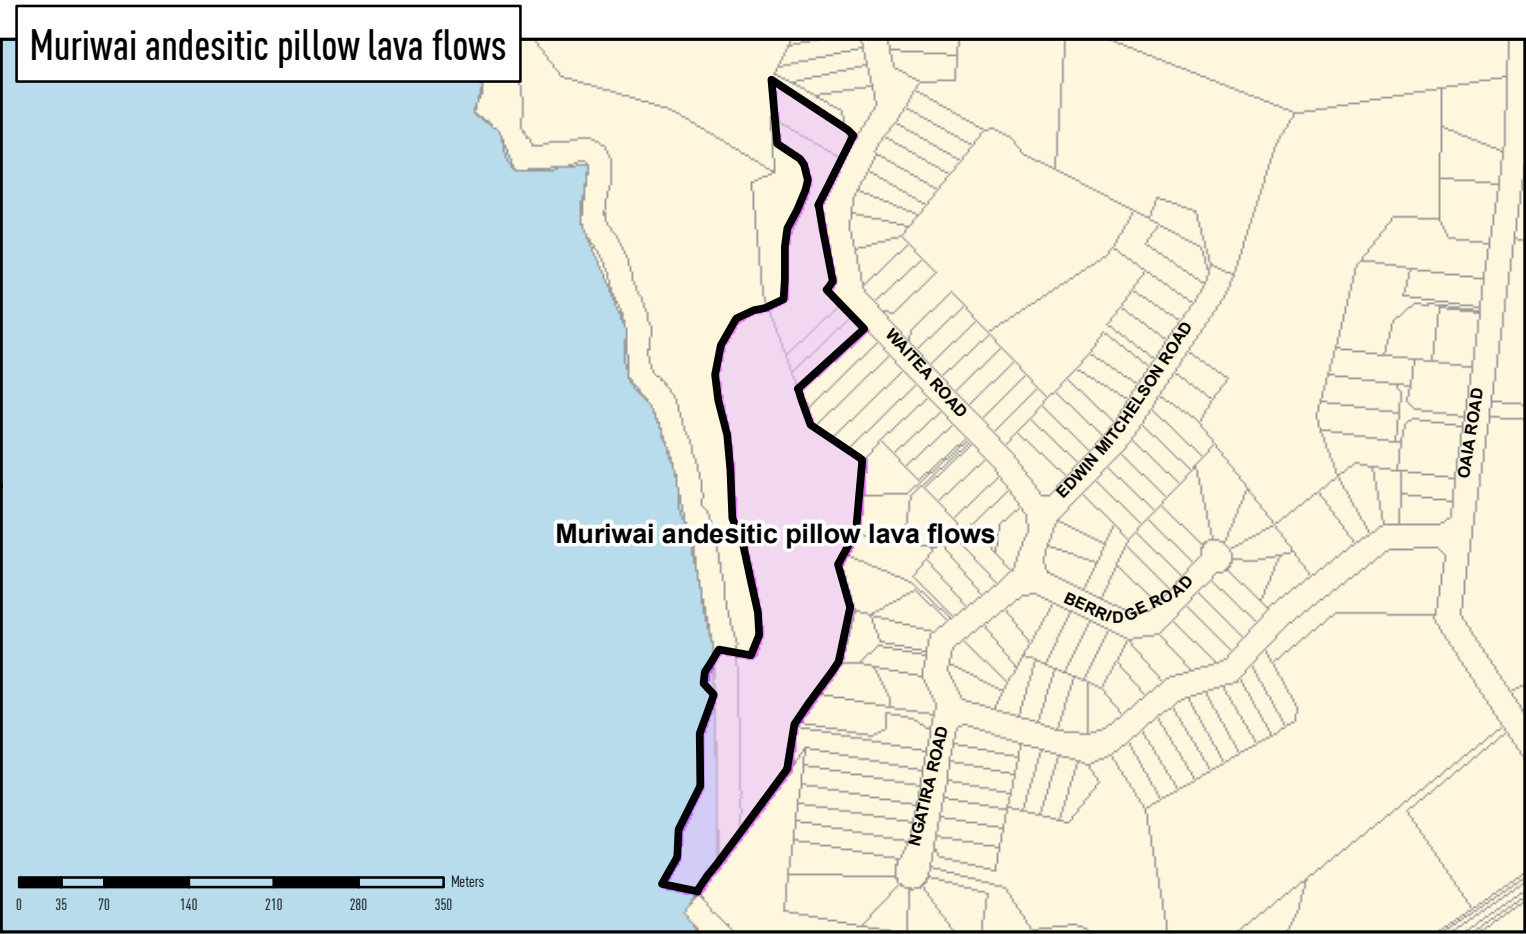 Muriwai andesitic pillow lava flows
WAITEA ROAD
EDWIN MITCHELSON ROAD
OAIA ROAD
Muriwai andesitic pillow lava flows
BERRIDGE ROAD
NGATIRA ROAD
Meters
0 35 70 140 210 280 350